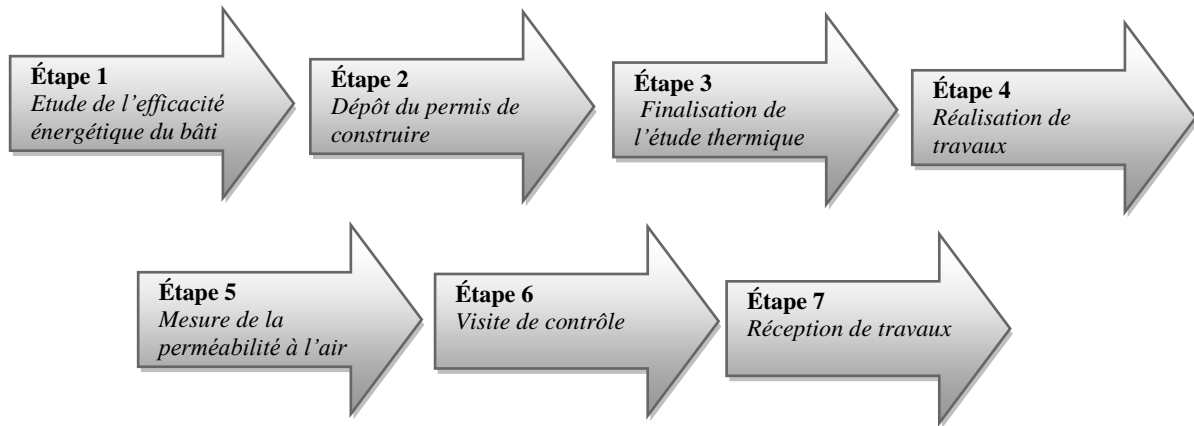 Étape 1
Etude de l'efficacité
énergétique du bâti
Étape 2
Dépôt du permis de
construire
Étape 3
Finalisation de
l'étude thermique
Étape 4
Réalisation de
travaux
Étape 5
Mesure de la
perméabilité à l'air
Étape 6
Visite de contrôle
Étape 7
Réception de travaux